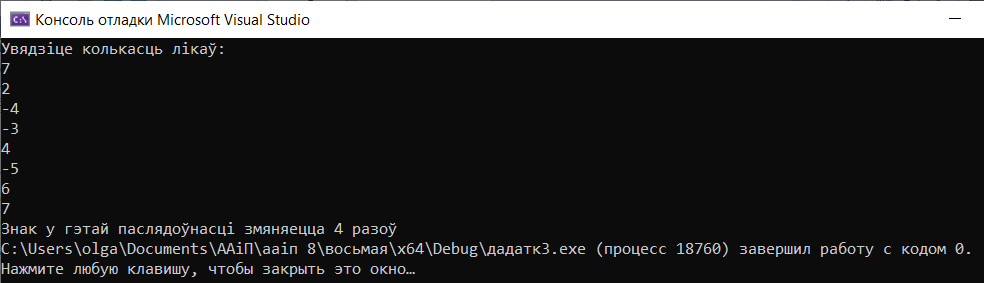 Консоль отладки Microsoft Visual Studio
Увядзіце колькасць лікаў:
7
2
-4
-3
4
-5
6
7
Знак у гэтай паслядоўнасці змяняецца 4 разоў
C:\Users\olga\Documents\ААіП\ааіп 8\восьмая\x64\Debug\дадатк3.exe (процесс 18760) завершил работу с кодом 0.
Нажмите любую клавишу, чтобы закрыть это окно…